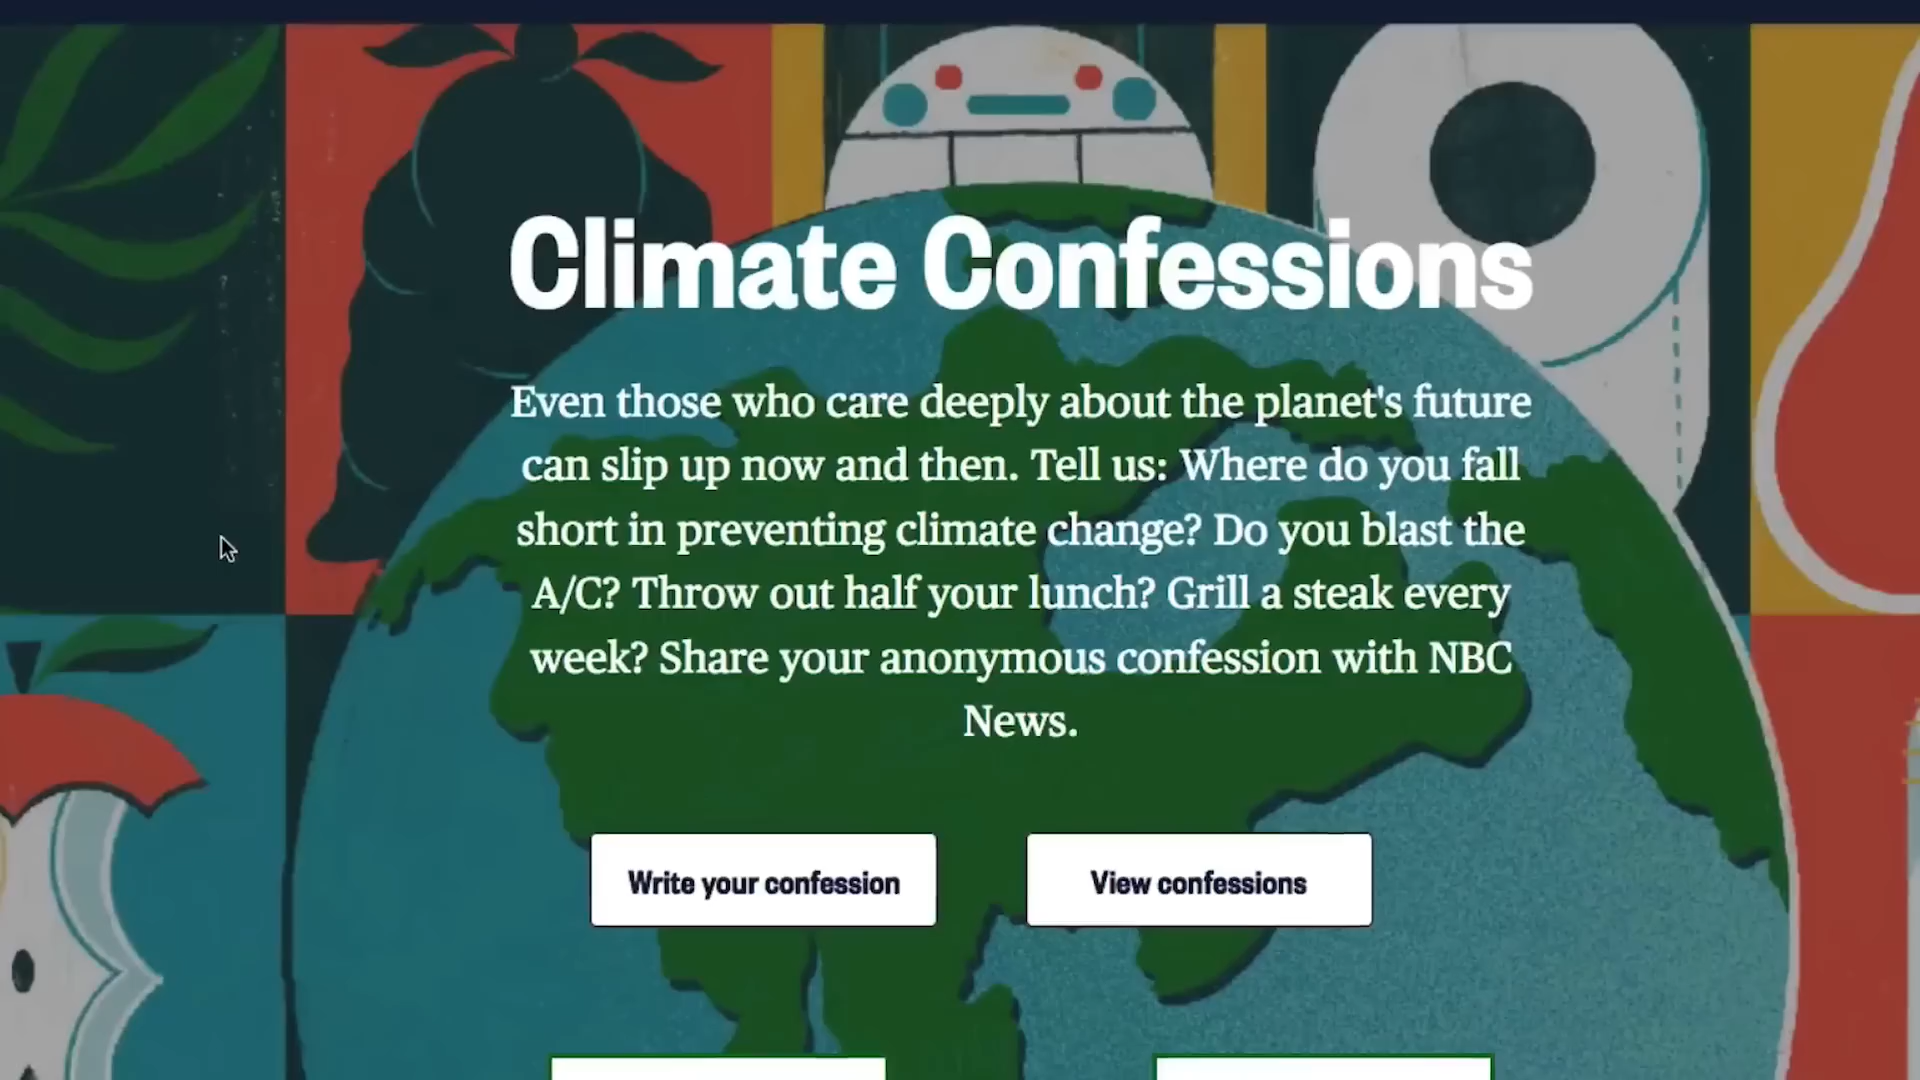 Climate Confessions
Even those who care deeply about the planet's future
can slip up now and then. Tell us: Where do you fall
short in preventing climate change? Do you blast the
A/C? Throw out half your lunch? Grill a steak every
week? Share your anonymous confession with NBC
News.
Write your confession
View confessions